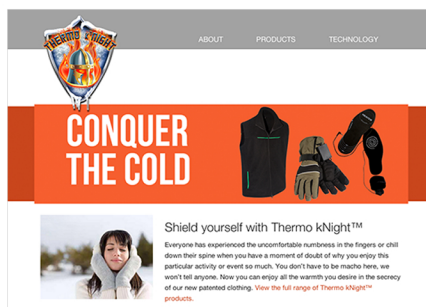 THERMO KNIGHT
ABOUT PRODUCTS TECHNOLOGY
CONQUER
THE COLD
Shield yourself with Thermo kNight™
Everyone has experienced the uncomfortable numbness in the fingers or chill
down their spine when you have a moment of doubt of why you enjoy this
particular activity or event so much. You don't have to be macho here, we
won't tell anyone. Now you can enjoy all the warmth you desire in the secrecy
of our new patented clothing. View the full range of Thermo kNight™
products.